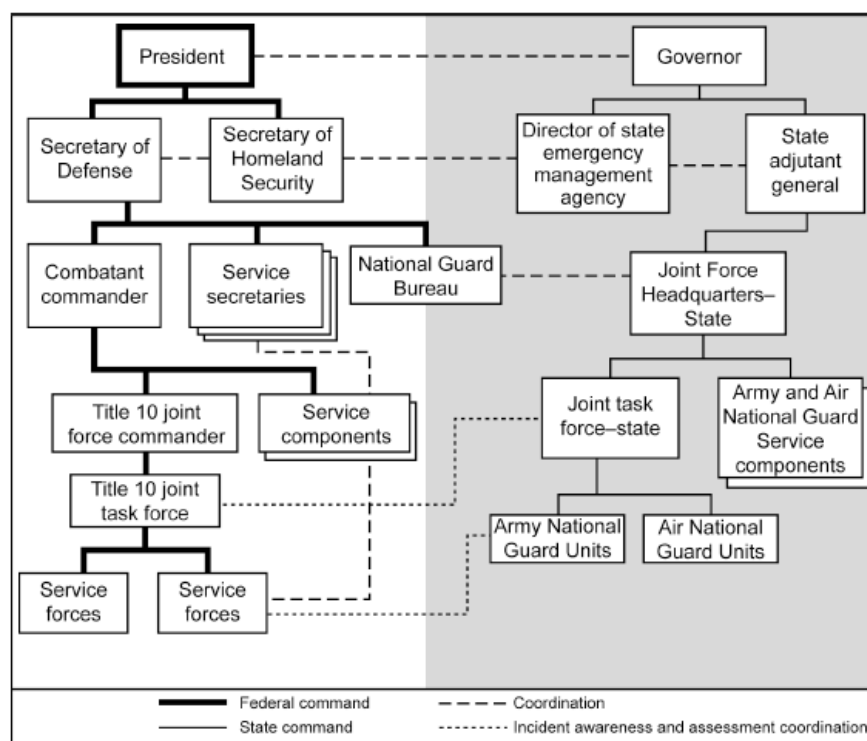 President
Governor
Secretary of
Defense
Secretary of
Homeland
Security
Director of state
emergency
management
agency
State
adjutant
general
Combatant
commander
Service
secretaries
National Guard
Bureau
Joint Force
Headquarters–
State
Title 10 joint
force commander
Service
components
Joint task
force–state
Army and Air
National Guard
Service
components
Title 10 joint
task force
Army National
Guard Units
Air National
Guard Units
Service
forces
Service
forces
Federal command
Coordination
State command
Incident awareness and assessment coordination